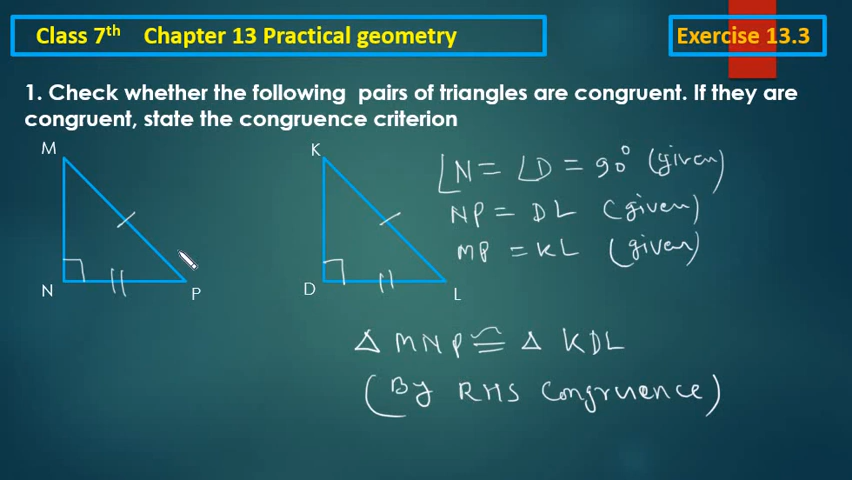 Class 7th Chapter 13 Practical geometry
Exercise 13.3
1. Check whether the following pairs of triangles are congruent. If they are
congruent, state the congruence criterion
M
N
P
K
D
L
∠N = ∠D = 90° (given)
NP = DL (given)
MP = KL (given)
△ MNP ≅ △ KDL
(By RHS Congruence)